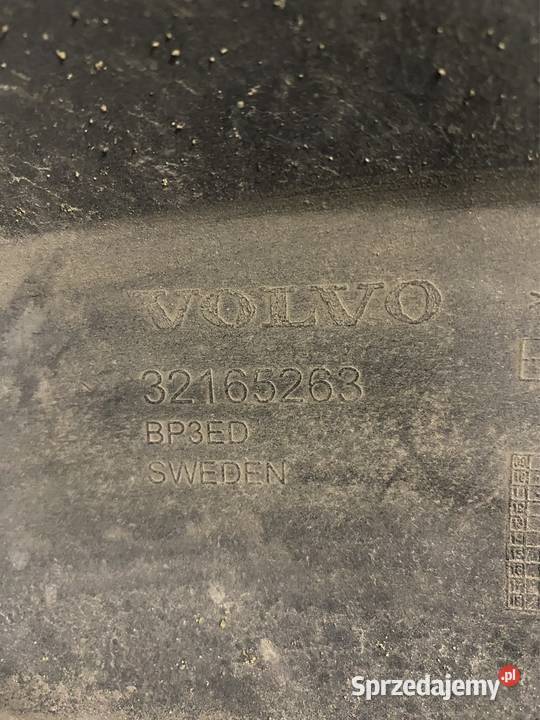 VOLVO
32165263
BP3ED
SWEDEN
Sprzedajemy.pl